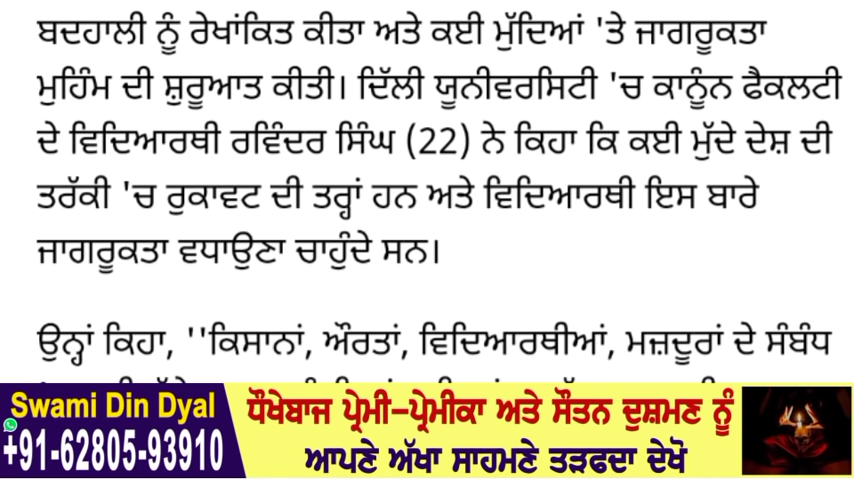 ਬਦਹਾਲੀ ਨੂੰ ਰੇਖਾਂਕਿਤ ਕੀਤਾ ਅਤੇ ਕਈ ਮੁੱਦਿਆਂ 'ਤੇ ਜਾਗਰੂਕਤਾ
ਮੁਹਿੰਮ ਦੀ ਸ਼ੁਰੂਆਤ ਕੀਤੀ। ਦਿੱਲੀ ਯੂਨੀਵਰਸਿਟੀ 'ਚ ਕਾਨੂੰਨ ਫੈਕਲਟੀ
ਦੇ ਵਿਦਿਆਰਥੀ ਰਵਿੰਦਰ ਸਿੰਘ (22) ਨੇ ਕਿਹਾ ਕਿ ਕਈ ਮੁੱਦੇ ਦੇਸ਼ ਦੀ
ਤਰੱਕੀ 'ਚ ਰੁਕਾਵਟ ਦੀ ਤਰ੍ਹਾਂ ਹਨ ਅਤੇ ਵਿਦਿਆਰਥੀ ਇਸ ਬਾਰੇ
ਜਾਗਰੂਕਤਾ ਵਧਾਉਣਾ ਚਾਹੁੰਦੇ ਸਨ।
ਉਨ੍ਹਾਂ ਕਿਹਾ, ''ਕਿਸਾਨਾਂ, ਔਰਤਾਂ, ਵਿਦਿਆਰਥੀਆਂ, ਮਜ਼ਦੂਰਾਂ ਦੇ ਸੰਬੰਧ
Swami Din Dyal
+91-62805-93910
ਧੌਖੇਬਾਜ ਪ੍ਰੇਮੀ-ਪ੍ਰੇਮੀਕਾ ਅਤੇ ਸੌਤਨ ਦੁਸ਼ਮਣ ਨੂੰ
ਆਪਣੇ ਅੱਖਾ ਸਾਹਮਣੇ ਤੜਫਦਾ ਦੇਖੋ